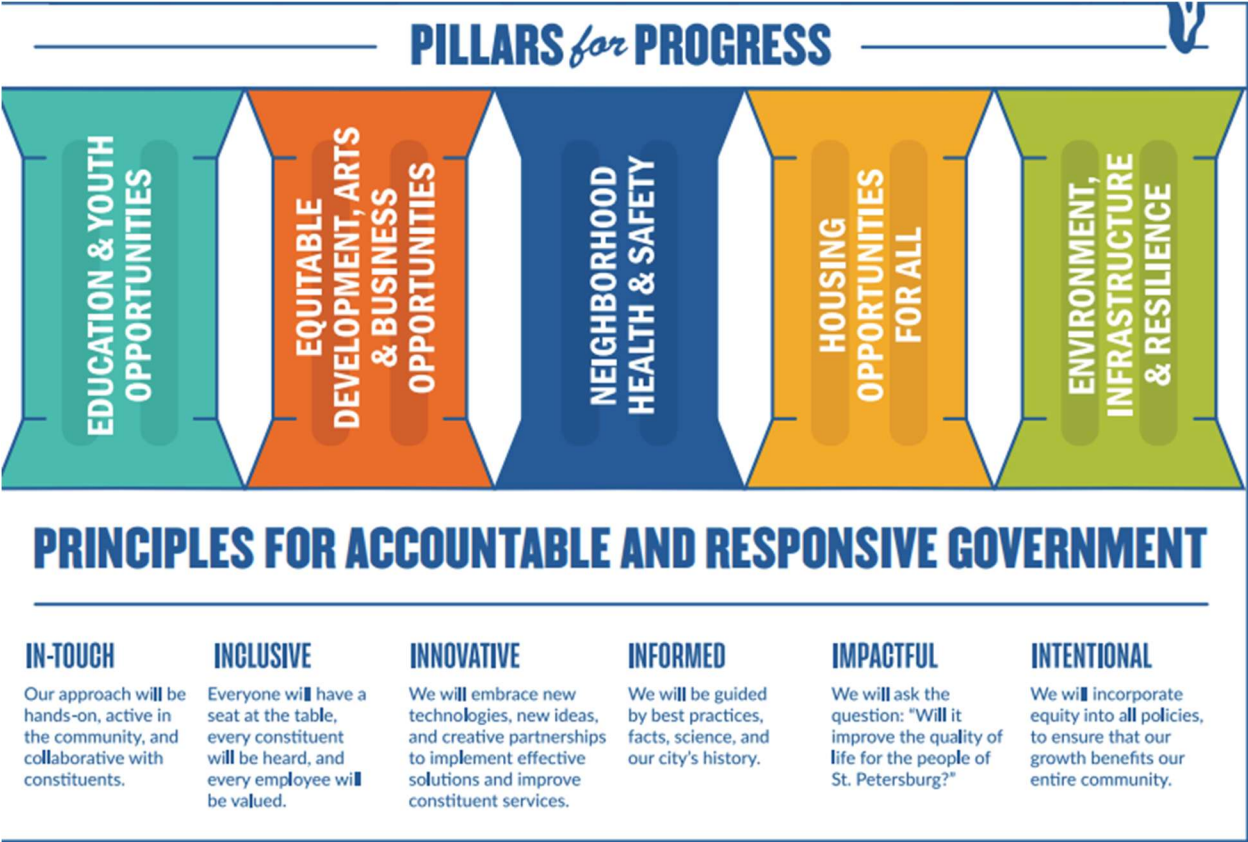 PILLARS for PROGRESS
EDUCATION & YOUTH
OPPORTUNITIES
EQUITABLE
DEVELOPMENT, ARTS
& BUSINESS
OPPORTUNITIES
NEIGHBORHOOD
HEALTH & SAFETY
HOUSING
OPPORTUNITIES
FOR ALL
ENVIRONMENT,
INFRASTRUCTURE
& RESILIENCE
PRINCIPLES FOR ACCOUNTABLE AND RESPONSIVE GOVERNMENT
IN-TOUCH
Our approach will be
hands-on, active in
the community, and
collaborative with
constituents.
INCLUSIVE
Everyone will have a
seat at the table,
every constituent
will be heard, and
every employee will
be valued.
INNOVATIVE
We will embrace new
technologies, new ideas,
and creative partnerships
to implement effective
solutions and improve
constituent services.
INFORMED
We will be guided
by best practices,
facts, science, and
our city's history.
IMPACTFUL
We will ask the
question: "Will it
improve the quality of
life for the people of
St. Petersburg?"
INTENTIONAL
We will incorporate
equity into all policies,
to ensure that our
growth benefits our
entire community.